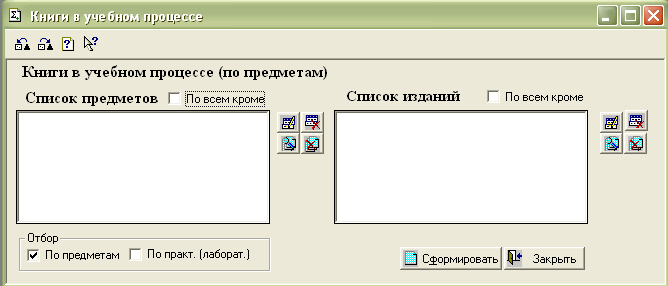 Книги в учебном процессе
Книги в учебном процессе (по предметам)
Список предметов По всем кроме
Список изданий По всем кроме
Отбор
По предметам По практ. (лаборат.)
Сформировать Закрыть